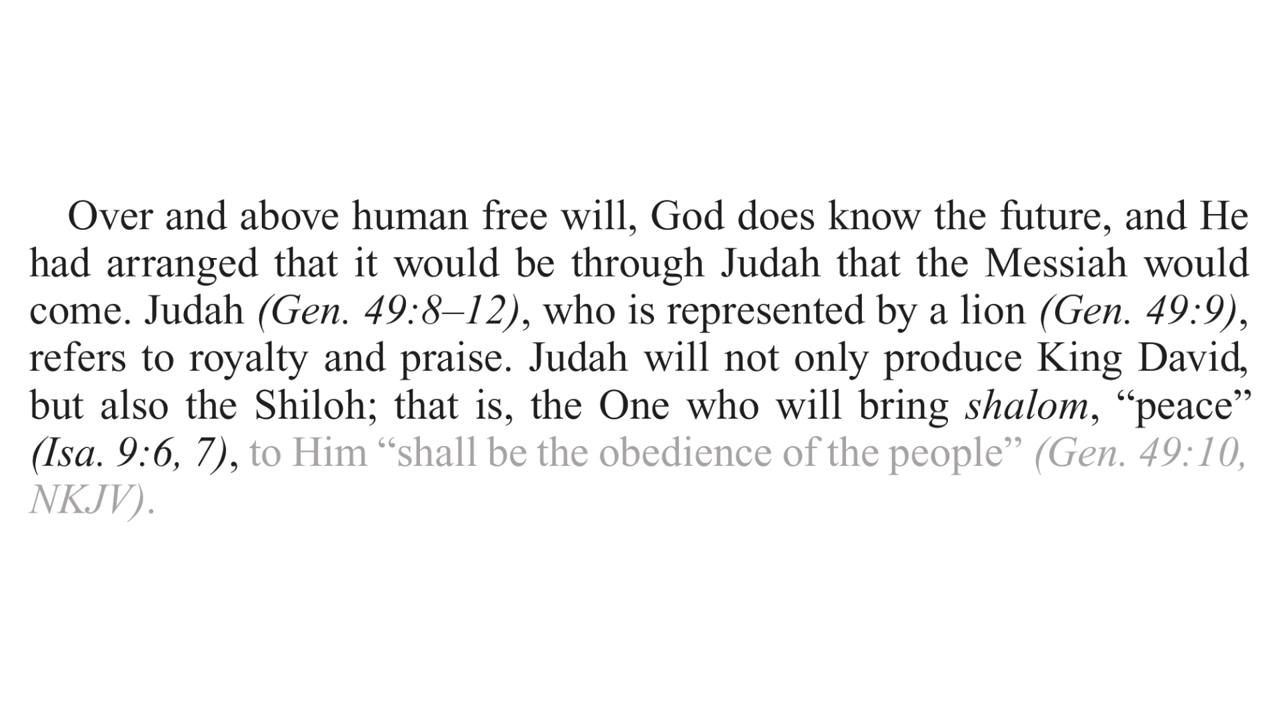 Over and above human free will, God does know the future, and He
had arranged that it would be through Judah that the Messiah would
come. Judah (Gen. 49:8–12), who is represented by a lion (Gen. 49:9),
refers to royalty and praise. Judah will not only produce King David,
but also the Shiloh; that is, the One who will bring shalom, “peace”
(Isa. 9:6, 7), to Him “shall be the obedience of the people” (Gen. 49:10,
NKJV).